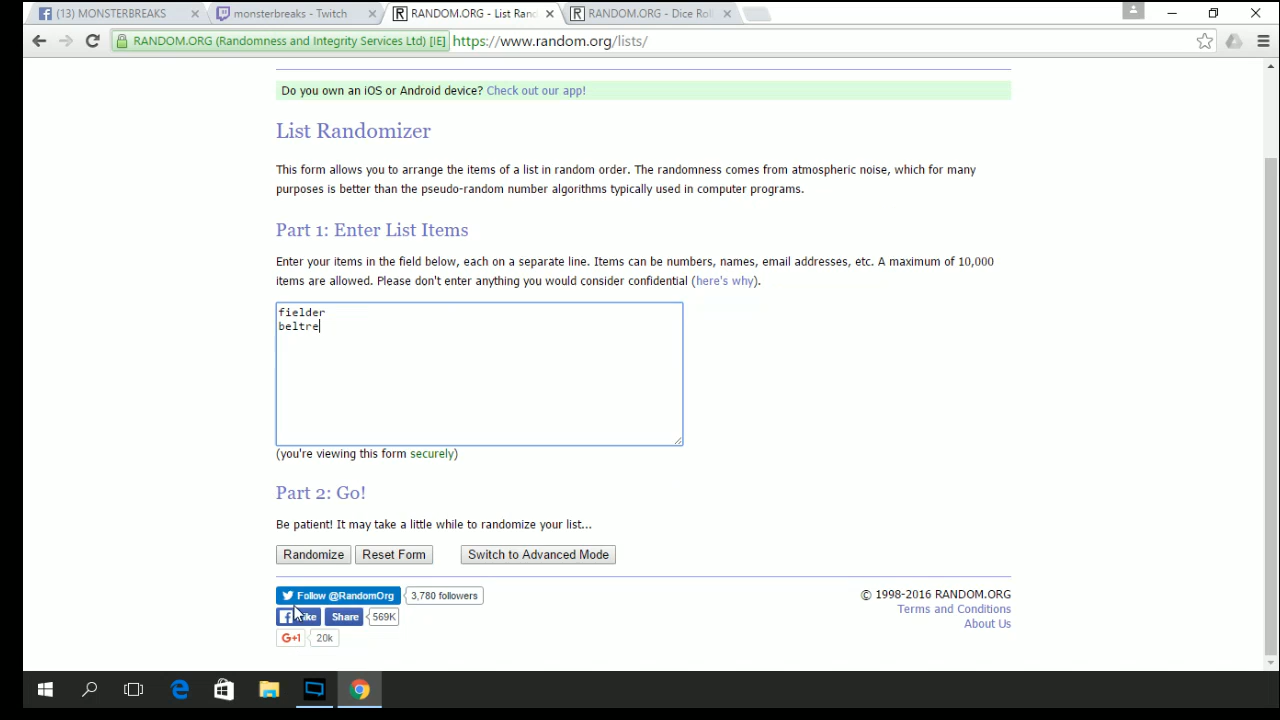 (13) MONSTERBREAKS
monsterbreaks - Twitch
RANDOM.ORG - List Ran
RANDOM.ORG - Dice Rol
RANDOM.ORG (Randomness and Integrity Services Ltd) [IE]
https://www.random.org/lists/
Do you own an iOS or Android device? Check out our app!
List Randomizer
This form allows you to arrange the items of a list in random order. The randomness comes from atmospheric noise, which for many
purposes is better than the pseudo-random number algorithms typically used in computer programs.
Part 1: Enter List Items
Enter your items in the field below, each on a separate line. Items can be numbers, names, email addresses, etc. A maximum of 10,000
items are allowed. Please don't enter anything you would consider confidential (here's why).
fielder
beltre
(you're viewing this form securely)
Part 2: Go!
Be patient! It may take a little while to randomize your list...
Randomize Reset Form Switch to Advanced Mode
Follow @RandomOrg 3,780 followers
Share 569K
G+1 20k
© 1998-2016 RANDOM.ORG
Terms and Conditions
About Us